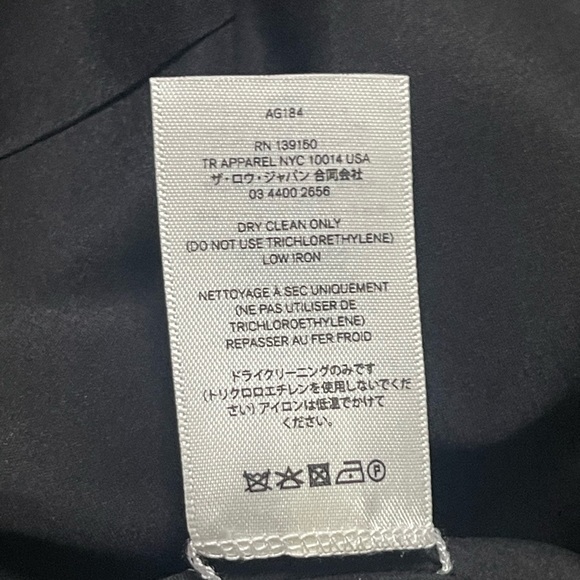 AG184
RN 139150
TR APPAREL NYC 10014 USA
ザ・ロウ・ジャパン 合同会社
03 4400 2656
DRY CLEAN ONLY
(DO NOT USE TRICHLORETHYLENE)
LOW IRON
NETTOYAGE À SEC UNIQUEMENT
(NE PAS UTILISER DE
TRICHLOROETHYLENE)
REPASSER AU FER FROID
ドライクリーニングのみです
(トリクロロエチレンを使用しないでくだ
さい) アイロンは低温でかけて
ください。
P